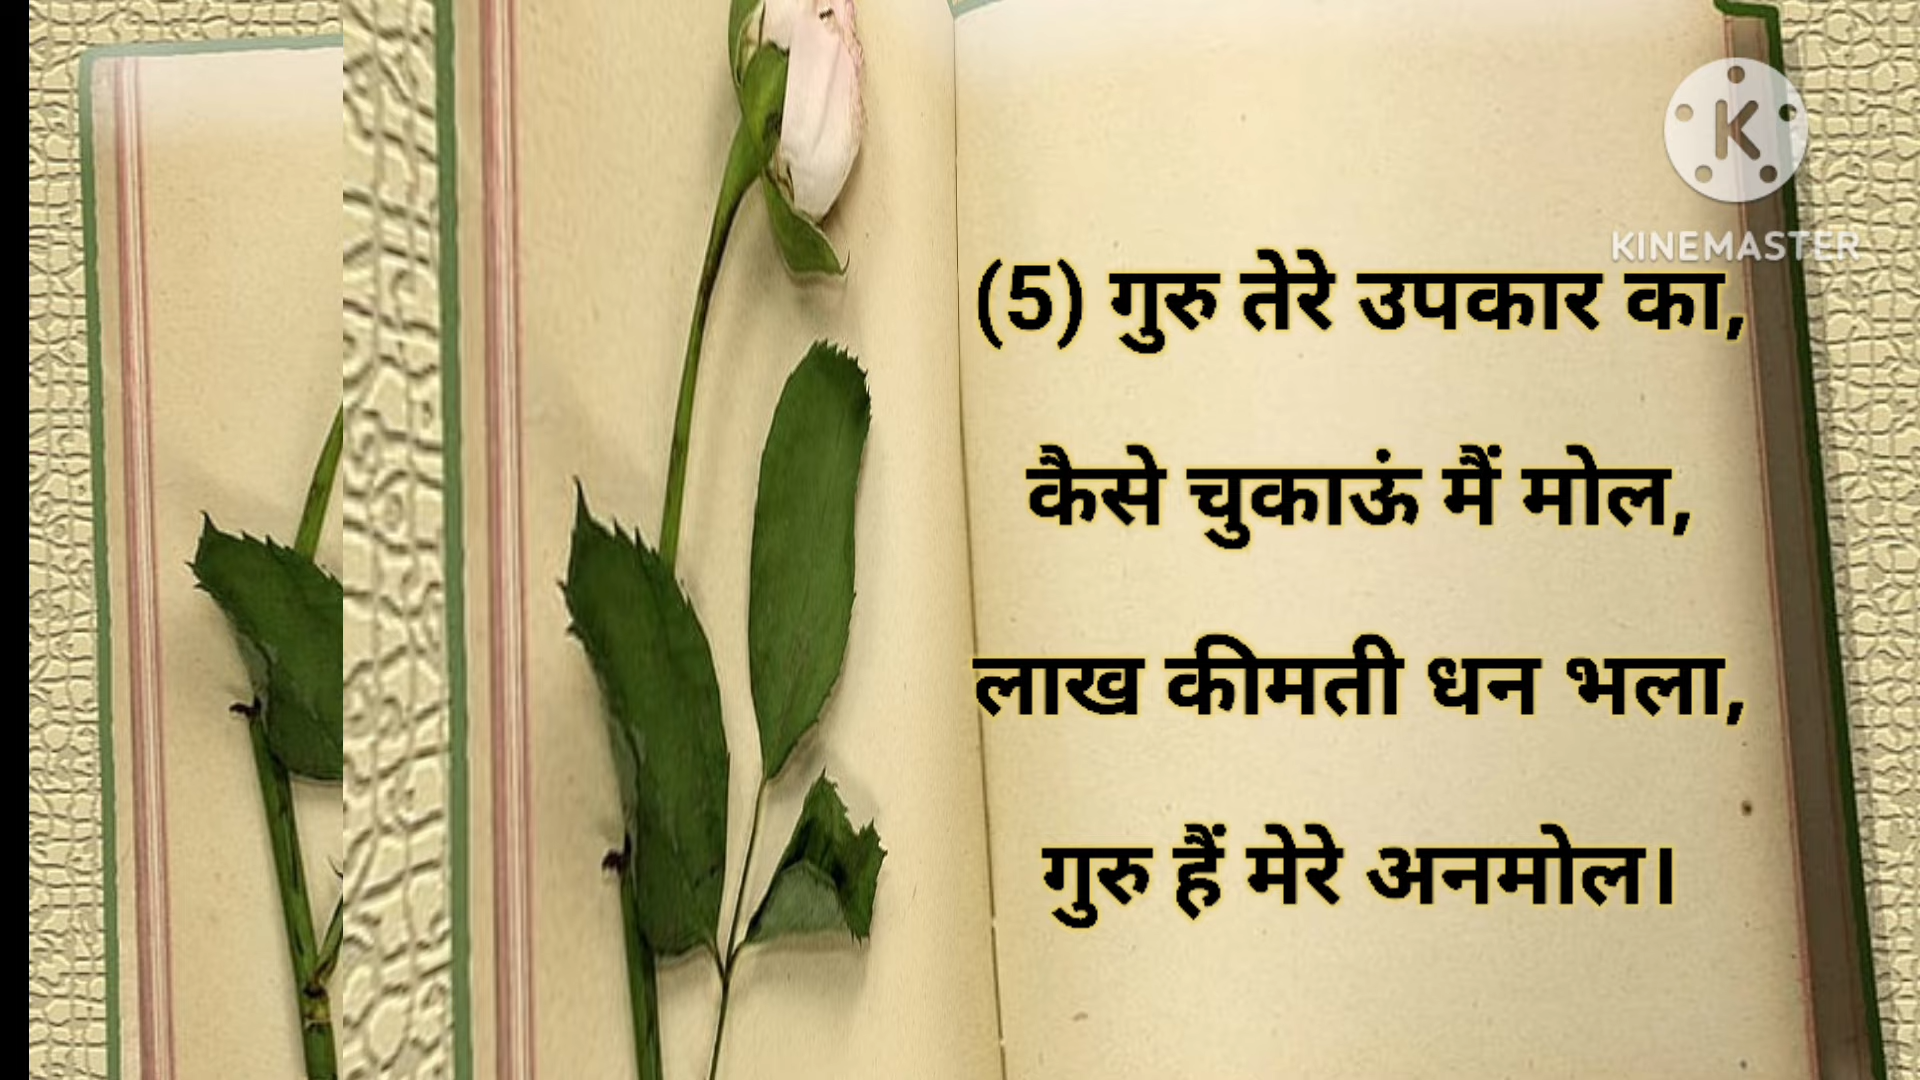 K
KINEMASTER
(5) गुरु तेरे उपकार का,
कैसे चुकाऊं मैं मोल,
लाख कीमती धन भला,
गुरु हैं मेरे अनमोल।